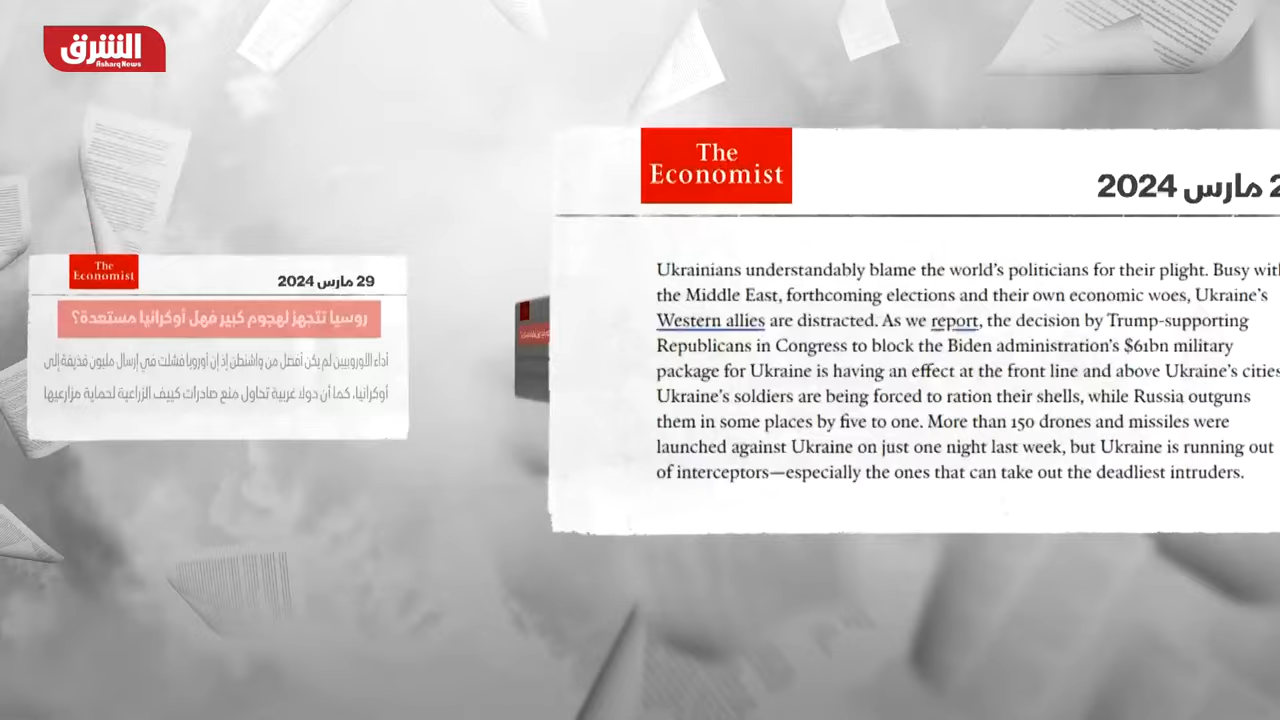 الشرق
Asharq News
The
Economist
29 مارس 2024
روسيا تتجهز لهجوم كبير فهل أوكرانيا مستعدة؟
أداء الأوروبيين لم يكن أفضل من واشنطن إذ إن أوروبا فشلت في إرسال مليون قذيفة إلى
أوكرانيا، كما أن دولا غربية تحاول منع صادرات كييف الزراعية لحماية مزارعيها
The
Economist
2 مارس 2024
Ukrainians understandably blame the world's politicians for their plight. Busy with
the Middle East, forthcoming elections and their own economic woes, Ukraine's
Western allies are distracted. As we report, the decision by Trump-supporting
Republicans in Congress to block the Biden administration's $61bn military
package for Ukraine is having an effect at the front line and above Ukraine's cities
Ukraine's soldiers are being forced to ration their shells, while Russia outguns
them in some places by five to one. More than 150 drones and missiles were
launched against Ukraine on just one night last week, but Ukraine is running out
of interceptors—especially the ones that can take out the deadliest intruders.